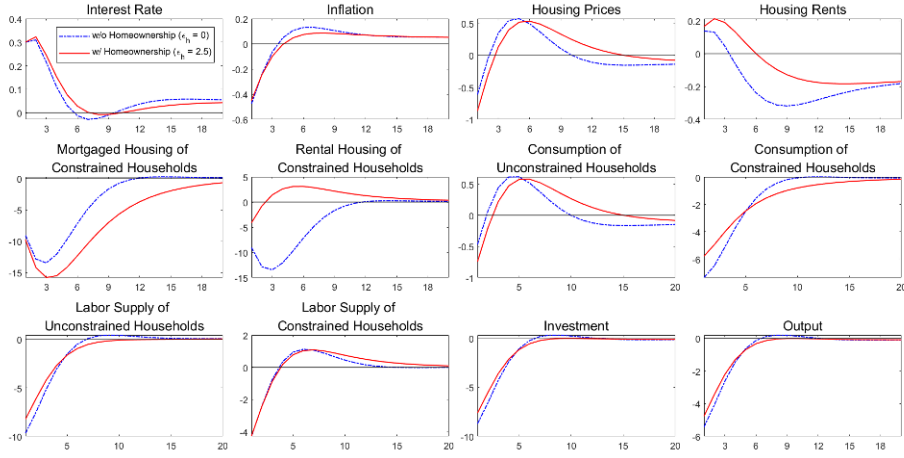 Interest Rate
0.4
0.3
0.2
0.1
0
3 6 9 12 15 18
w/o Homeownership (ϵh = 0)
w/ Homeownership (ϵh = 2.5)
Inflation
0.2
0
-0.2
-0.4
-0.6
3 6 9 12 15 18
Housing Prices
0.5
0
-0.5
-1
3 6 9 12 15 18
Housing Rents
0.2
0
-0.2
-0.4
3 6 9 12 15 18
Mortgaged Housing of
Constrained Households
0
-5
-10
-15
3 6 9 12 15 18
Rental Housing of
Constrained Households
5
0
-5
-10
-15
3 6 9 12 15 18
Consumption of
Unconstrained Households
0.5
0
-0.5
-1
5 10 15 20
Consumption of
Constrained Households
0
-2
-4
-6
5 10 15 20
Labor Supply of
Unconstrained Households
0
-5
-10
5 10 15 20
Labor Supply of
Constrained Households
2
0
-2
-4
5 10 15 20
Investment
0
-5
-10
5 10 15 20
Output
0
-2
-4
-6
3 6 9 12 15 18